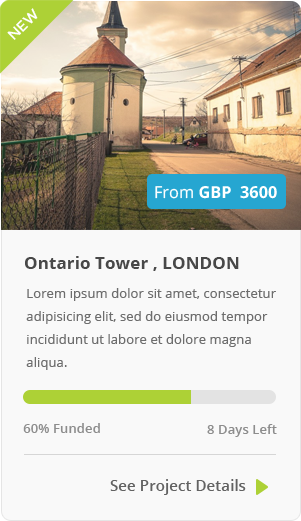 NEW
From GBP 3600
Ontario Tower , LONDON
Lorem ipsum dolor sit amet, consectetur
adipisicing elit, sed do eiusmod tempor
incididunt ut labore et dolore magna
aliqua.
60% Funded
8 Days Left
See Project Details